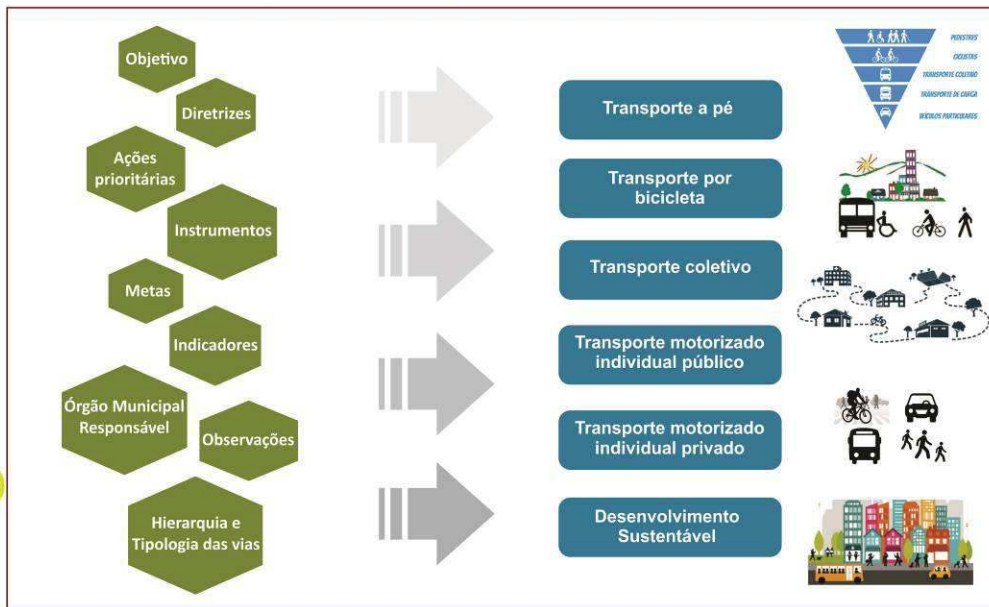 Objetivo
Diretrizes
Ações
prioritárias
Instrumentos
Metas
Indicadores
Órgão Municipal
Responsável
Observações
Hierarquia e
Tipologia das vias
Transporte a pé
Transporte por
bicicleta
Transporte coletivo
Transporte motorizado
individual público
Transporte motorizado
individual privado
Desenvolvimento
Sustentável
PEDESTRES
CICLISTAS
TRANSPORTE COLETIVO
TRANSPORTE DE CARGA
VEÍCULOS PARTICULARES